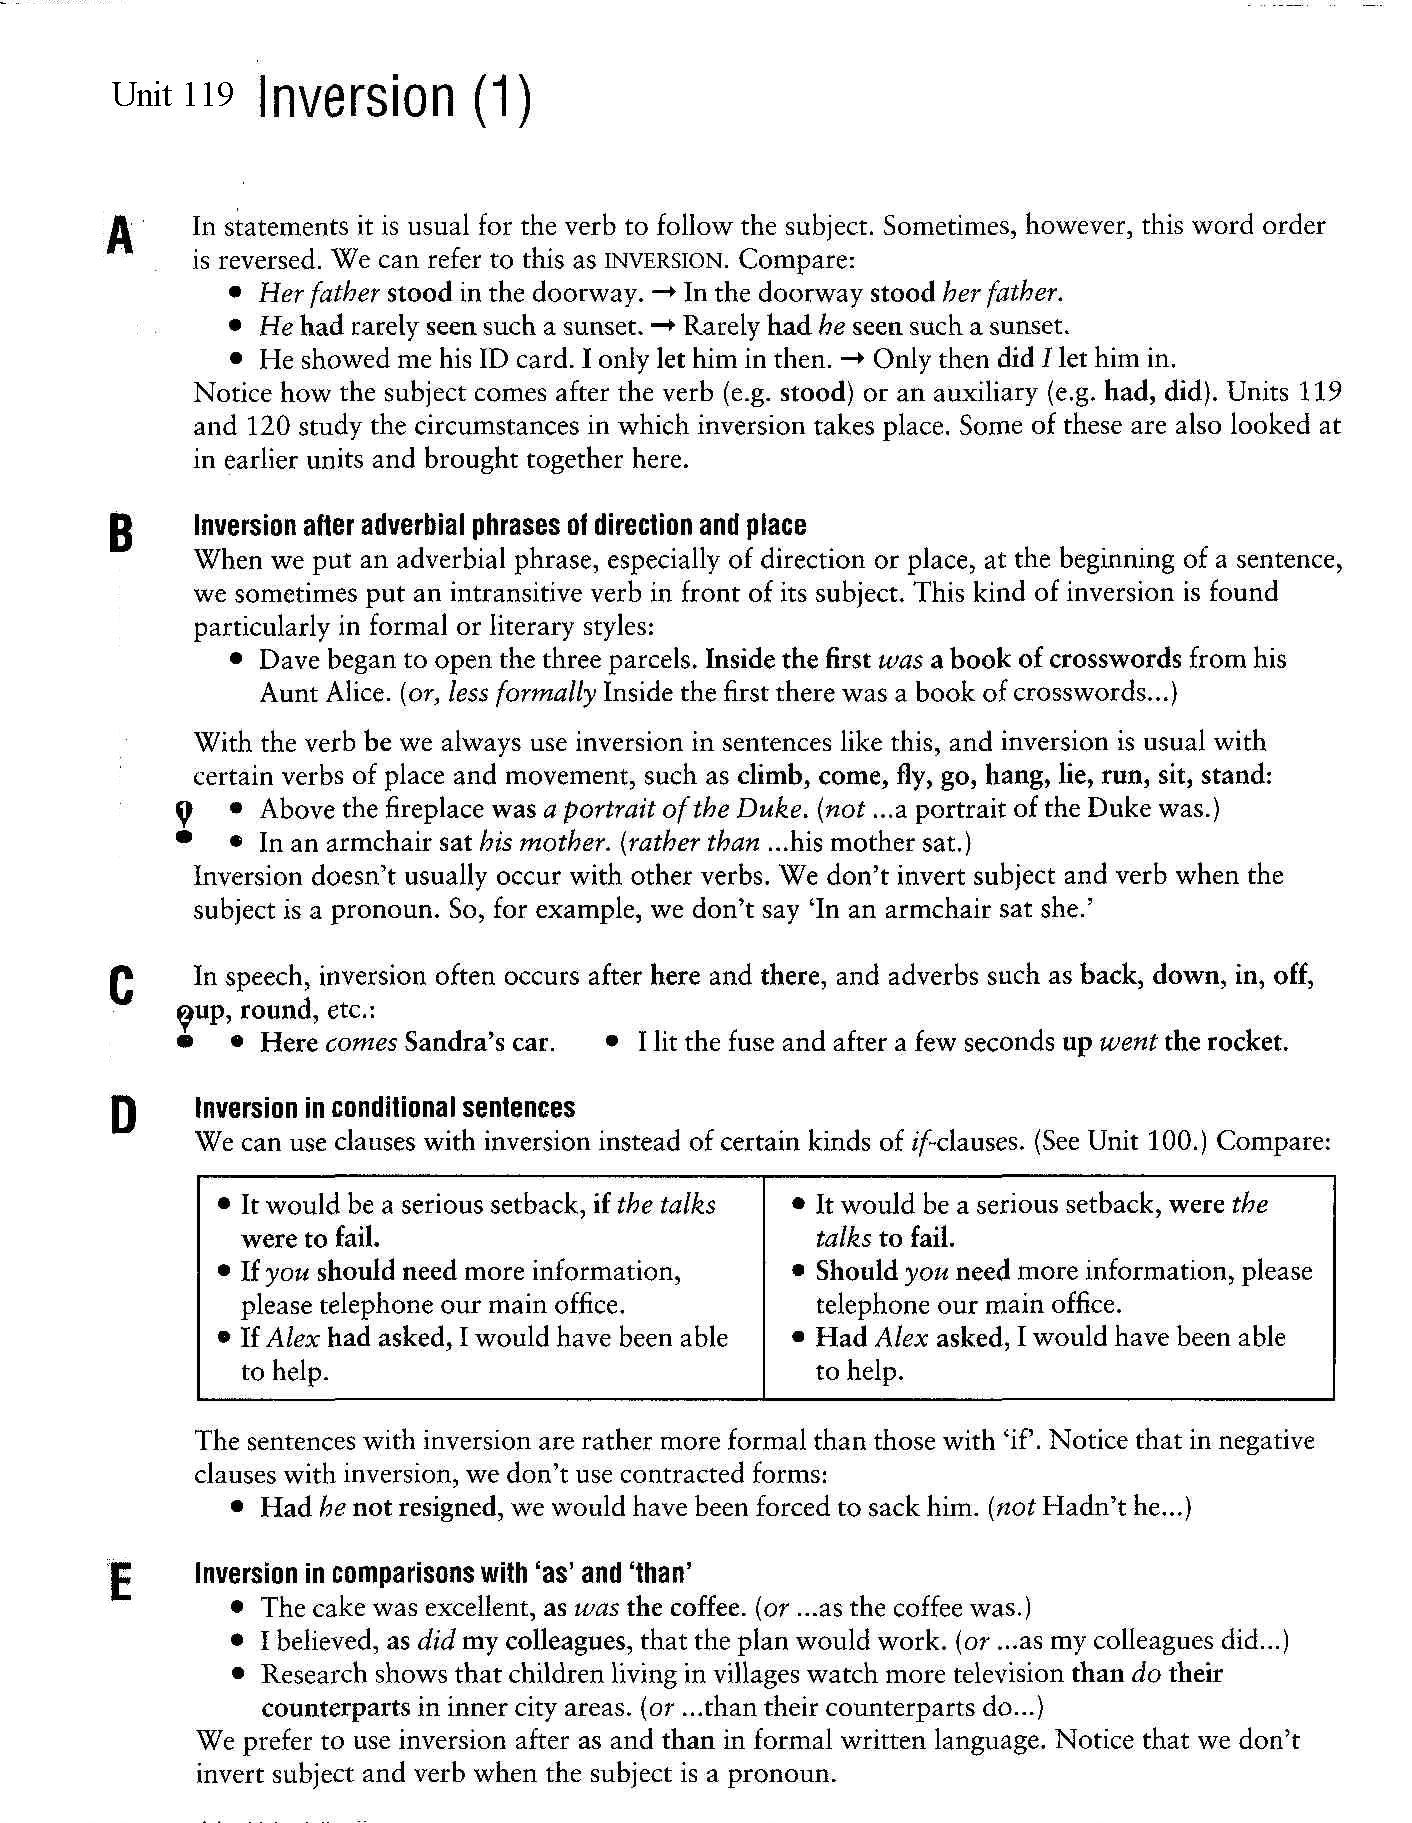 Unit 119 Inversion (1)
A In statements it is usual for the verb to follow the subject. Sometimes, however, this word order
is reversed. We can refer to this as INVERSION. Compare:
• Her father stood in the doorway. → In the doorway stood her father.
• He had rarely seen such a sunset. → Rarely had he seen such a sunset.
• He showed me his ID card. I only let him in then. → Only then did I let him in.
Notice how the subject comes after the verb (e.g. stood) or an auxiliary (e.g. had, did). Units 119
and 120 study the circumstances in which inversion takes place. Some of these are also looked at
in earlier units and brought together here.
B Inversion after adverbial phrases of direction and place
When we put an adverbial phrase, especially of direction or place, at the beginning of a sentence,
we sometimes put an intransitive verb in front of its subject. This kind of inversion is found
particularly in formal or literary styles:
• Dave began to open the three parcels. Inside the first was a book of crosswords from his
Aunt Alice. (or, less formally Inside the first there was a book of crosswords...)
With the verb be we always use inversion in sentences like this, and inversion is usual with
certain verbs of place and movement, such as climb, come, fly, go, hang, lie, run, sit, stand:
• Above the fireplace was a portrait of the Duke. (not ...a portrait of the Duke was.)
• In an armchair sat his mother. (rather than ...his mother sat.)
Inversion doesn't usually occur with other verbs. We don't invert subject and verb when the
subject is a pronoun. So, for example, we don't say 'In an armchair sat she.'
C In speech, inversion often occurs after here and there, and adverbs such as back, down, in, off,
up, round, etc.:
• Here comes Sandra's car. • I lit the fuse and after a few seconds up went the rocket.
D Inversion in conditional sentences
We can use clauses with inversion instead of certain kinds of if-clauses. (See Unit 100.) Compare:
• It would be a serious setback, if the talks
were to fail.
• If you should need more information,
please telephone our main office.
• If Alex had asked, I would have been able
to help.
• It would be a serious setback, were the
talks to fail.
• Should you need more information, please
telephone our main office.
• Had Alex asked, I would have been able
to help.
The sentences with inversion are rather more formal than those with 'if'. Notice that in negative
clauses with inversion, we don't use contracted forms:
• Had he not resigned, we would have been forced to sack him. (not Hadn't he...)
E Inversion in comparisons with 'as' and 'than'
• The cake was excellent, as was the coffee. (or ...as the coffee was.)
• I believed, as did my colleagues, that the plan would work. (or ...as my colleagues did...)
• Research shows that children living in villages watch more television than do their
counterparts in inner city areas. (or ...than their counterparts do...)
We prefer to use inversion after as and than in formal written language. Notice that we don't
invert subject and verb when the subject is a pronoun.